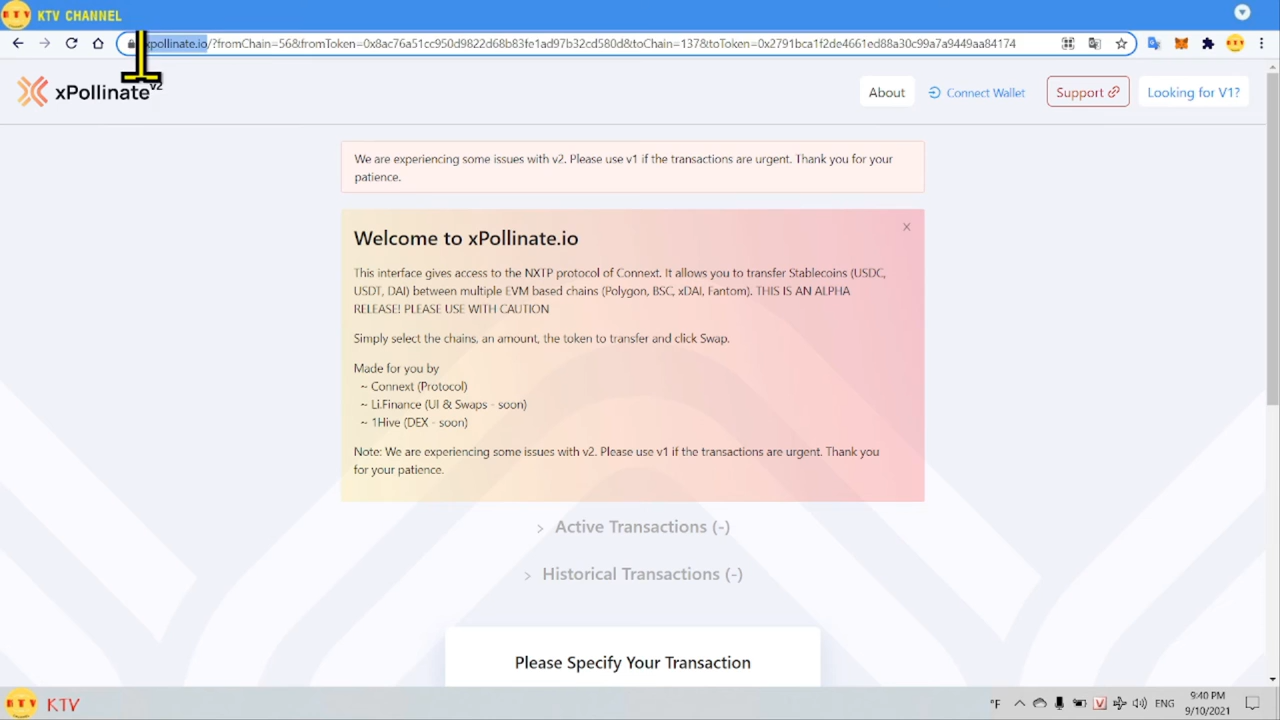 KTV CHANNEL
xpollinate.io/?fromChain=56&fromToken=0x8ac76a51cc950d9822d68b83fe1ad97b32cd580d&toChain=137&toToken=0x2791bca1f2de4661ed88a30c99a7a9449aa84174
xPollinate v2
About
Connect Wallet
Support
Looking for V1?
We are experiencing some issues with v2. Please use v1 if the transactions are urgent. Thank you for your
patience.
Welcome to xPollinate.io
This interface gives access to the NXTP protocol of Connext. It allows you to transfer Stablecoins (USDC,
USDT, DAI) between multiple EVM based chains (Polygon, BSC, xDAI, Fantom). THIS IS AN ALPHA
RELEASE! PLEASE USE WITH CAUTION
Simply select the chains, an amount, the token to transfer and click Swap.
Made for you by
~ Connext (Protocol)
~ Li.Finance (UI & Swaps - soon)
~ 1Hive (DEX - soon)
Note: We are experiencing some issues with v2. Please use v1 if the transactions are urgent. Thank you
for your patience.
Active Transactions (-)
Historical Transactions (-)
Please Specify Your Transaction
KTV
°F
V
ENG
9:40 PM
9/10/2021